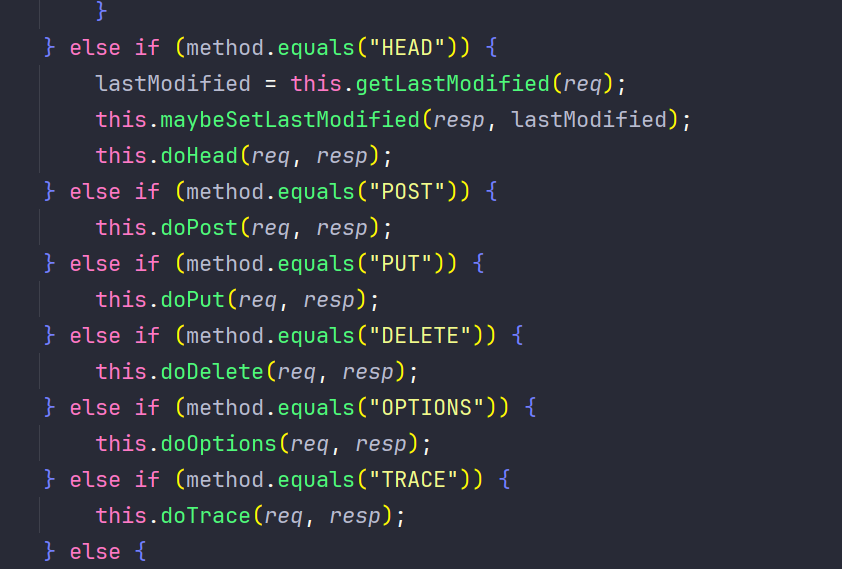 }
} else if (method.equals("HEAD")) {
lastModified = this.getLastModified(req);
this.maybeSetLastModified(resp, lastModified);
this.doHead(req, resp);
} else if (method.equals("POST")) {
this.doPost(req, resp);
} else if (method.equals("PUT")) {
this.doPut(req, resp);
} else if (method.equals("DELETE")) {
this.doDelete(req, resp);
} else if (method.equals("OPTIONS")) {
this.doOptions(req, resp);
} else if (method.equals("TRACE")) {
this.doTrace(req, resp);
} else {